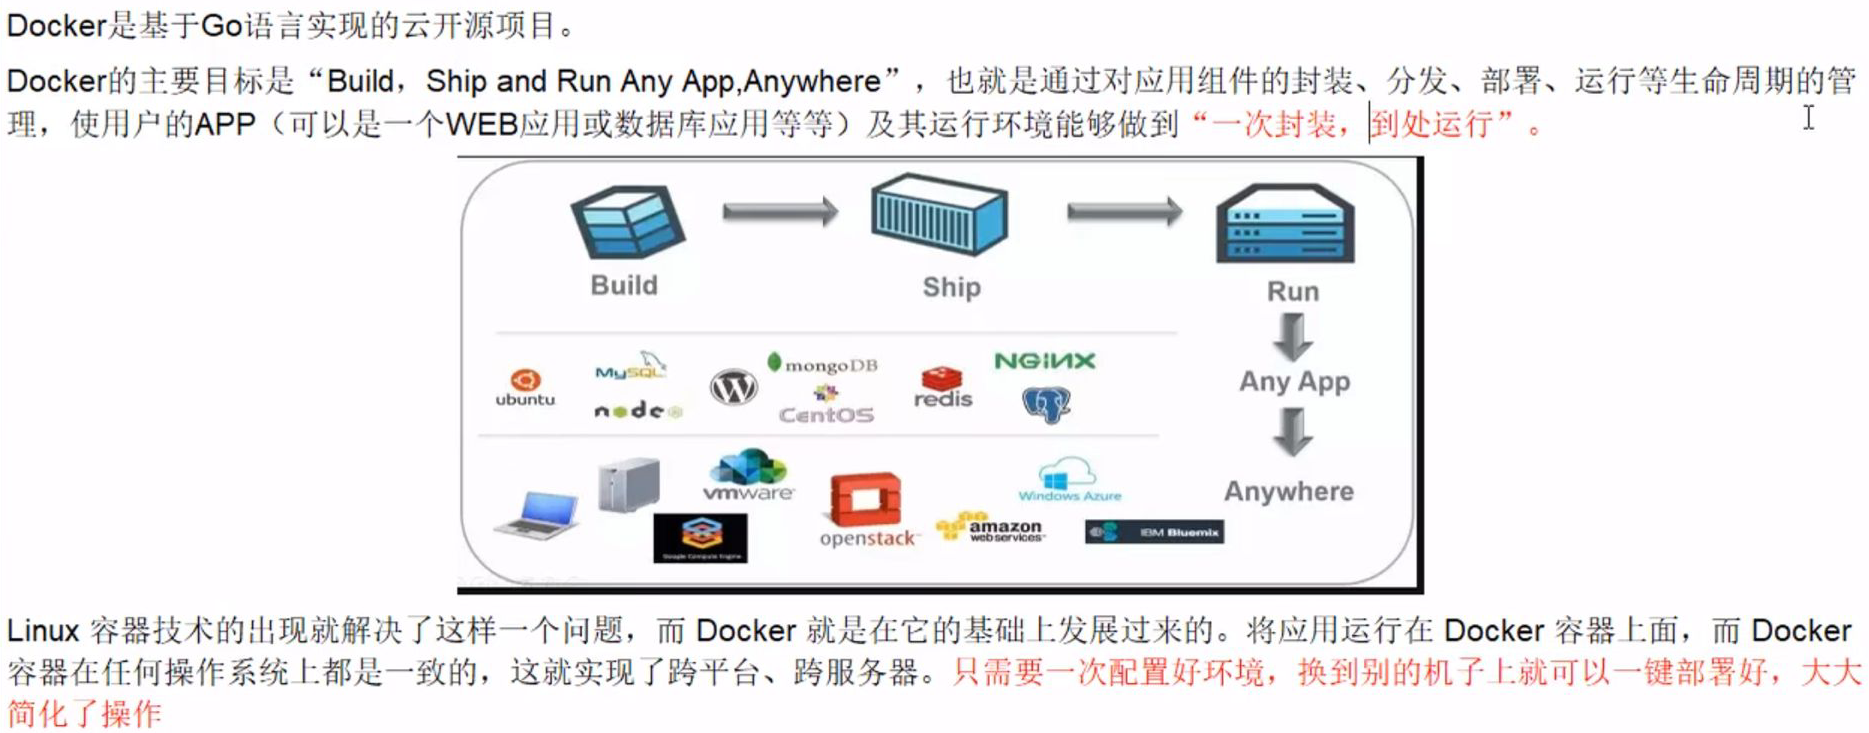 Docker是基于Go语言实现的云开源项目。
Docker的主要目标是“Build，Ship and Run Any App,Anywhere”，也就是通过对应用组件的封装、分发、部署、运行等生命周期的管
理，使用户的APP（可以是一个WEB应用或数据库应用等等）及其运行环境能够做到“一次封装，到处运行”。
Build
Ship
Run
Any App
Anywhere
ubuntu
MySQL
node
mongoDB
CentOS
redis
NGINX
vmware
Google Compute Engine
openstack
amazon
webservices
Windows Azure
IBM Bluemix
Linux 容器技术的出现就解决了这样一个问题，而 Docker 就是在它的基础上发展过来的。将应用运行在 Docker 容器上面，而 Docker
容器在任何操作系统上都是一致的，这就实现了跨平台、跨服务器。只需要一次配置好环境，换到别的机子上就可以一键部署好，大大
简化了操作